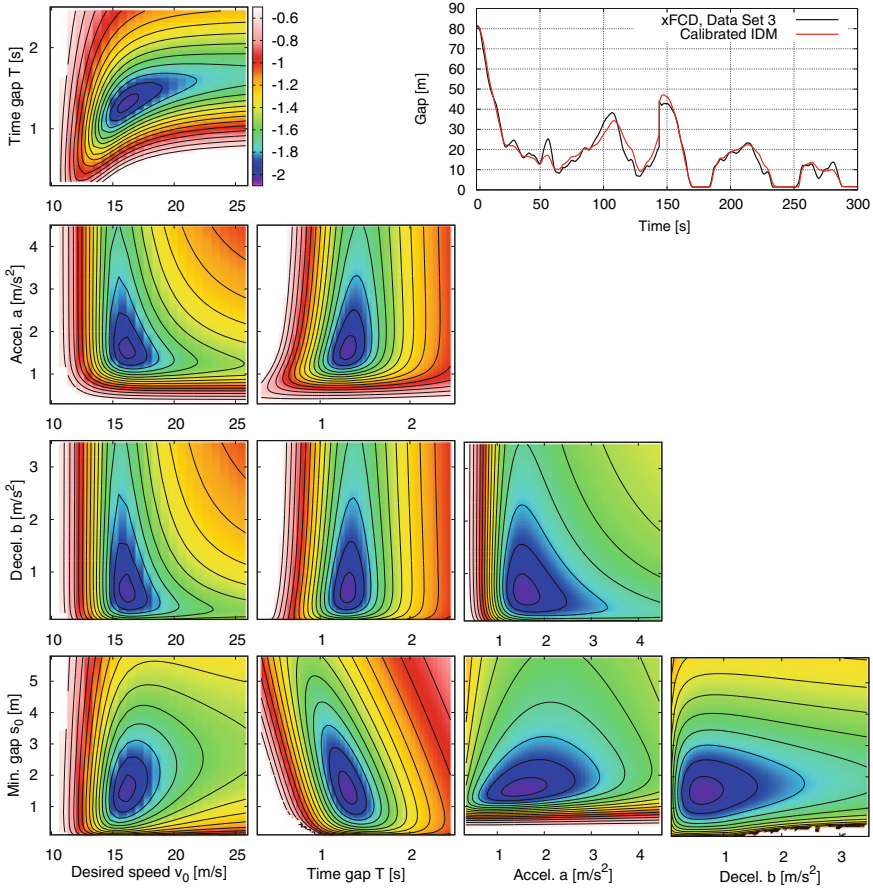 Time gap T [s]
2
1
10 15 20 25
-0.5
-0.6
-0.8
-1
-1.2
-1.4
-1.6
-1.8
-2
xFCD, Data Set 3
Calibrated IDM
Gap [m]
90
80
70
60
50
40
30
20
10
0
0 50 100 150 200 250 300
Time [s]
Accel. a [m/s²]
4
3
2
1
10 15 20 25
1 2
Decel. b [m/s²]
3
2
1
10 15 20 25
1 2
1 2 3 4
Min. gap s₀ [m]
5
4
3
2
1
10 15 20 25
Desired speed v₀ [m/s]
1 2
Time gap T [s]
1 2 3 4
Accel. a [m/s²]
1 2 3
Decel. b [m/s²]